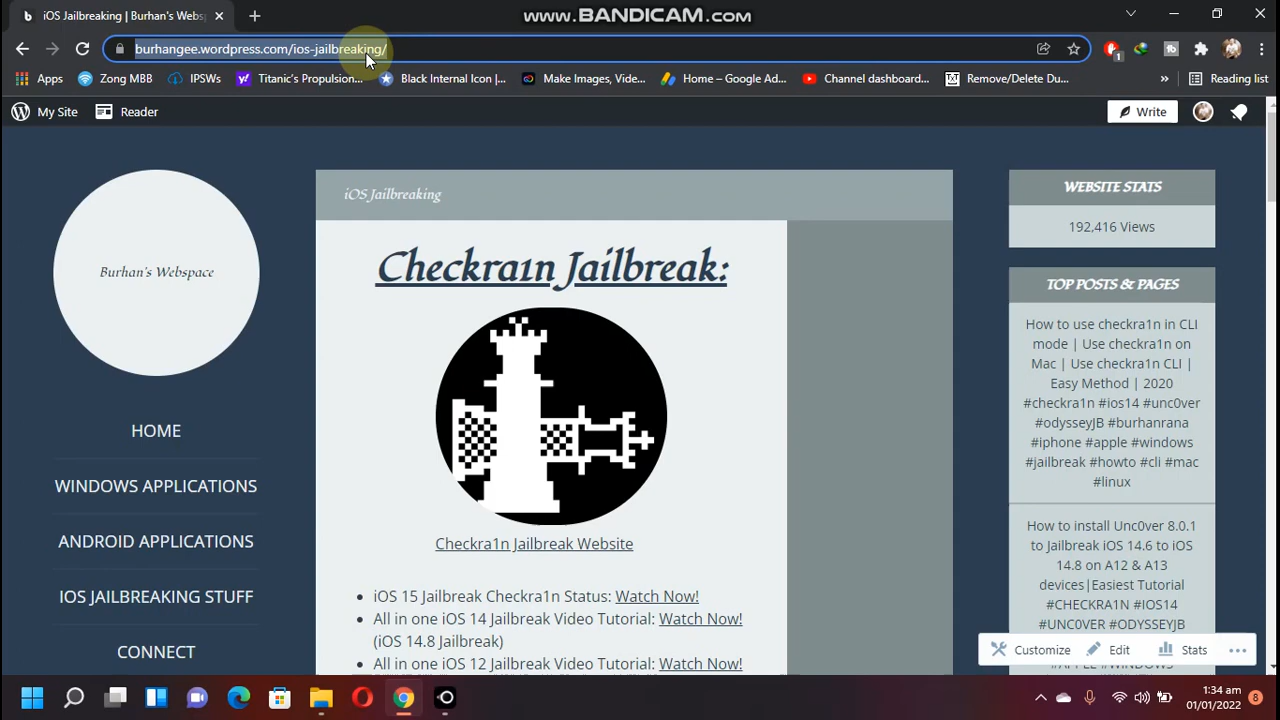 iOS Jailbreaking | Burhan's Webs
www.BANDICAM.com
burhangee.wordpress.com/ios-jailbreaking/
1
Apps
Zong MBB
IPSWs
Titanic's Propulsion...
Black Internal Icon |...
Make Images, Vide...
Home – Google Ad...
Channel dashboard...
Remove/Delete Du...
»
Reading list
My Site
Reader
Write
Burhan's Webspace
HOME
WINDOWS APPLICATIONS
ANDROID APPLICATIONS
IOS JAILBREAKING STUFF
CONNECT
iOS Jailbreaking
Checkra1n Jailbreak:
Checkra1n Jailbreak Website
• iOS 15 Jailbreak Checkra1n Status: Watch Now!
• All in one iOS 14 Jailbreak Video Tutorial: Watch Now!
(iOS 14.8 Jailbreak)
• All in one iOS 12 Jailbreak Video Tutorial: Watch Now!
WEBSITE STATS
192,416 Views
TOP POSTS & PAGES
How to use checkra1n in CLI
mode | Use checkra1n on
Mac | Use checkra1n CLI |
Easy Method | 2020
#checkra1n #ios14 #unc0ver
#odysseyJB #burhanrana
#iphone #apple #windows
#jailbreak #howto #cli #mac
#linux
How to install Unc0ver 8.0.1
to Jailbreak iOS 14.6 to iOS
14.8 on A12 & A13
devices|Easiest Tutorial
#CHECKRA1N #IOS14
#UNC0VER #ODYSSEYJB
Customize
Edit
Stats
1:34 am
01/01/2022
8